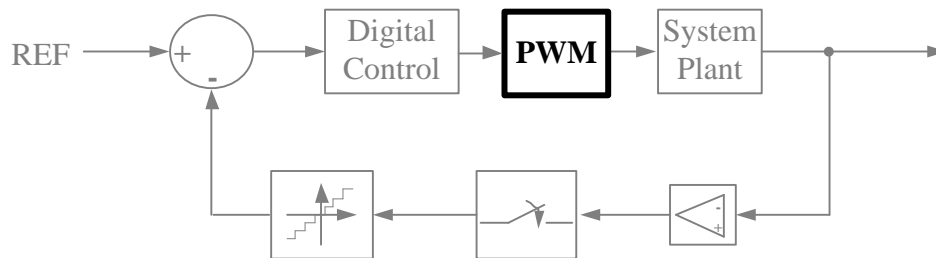 REF
+
-
Digital
Control
PWM
System
Plant
-
+